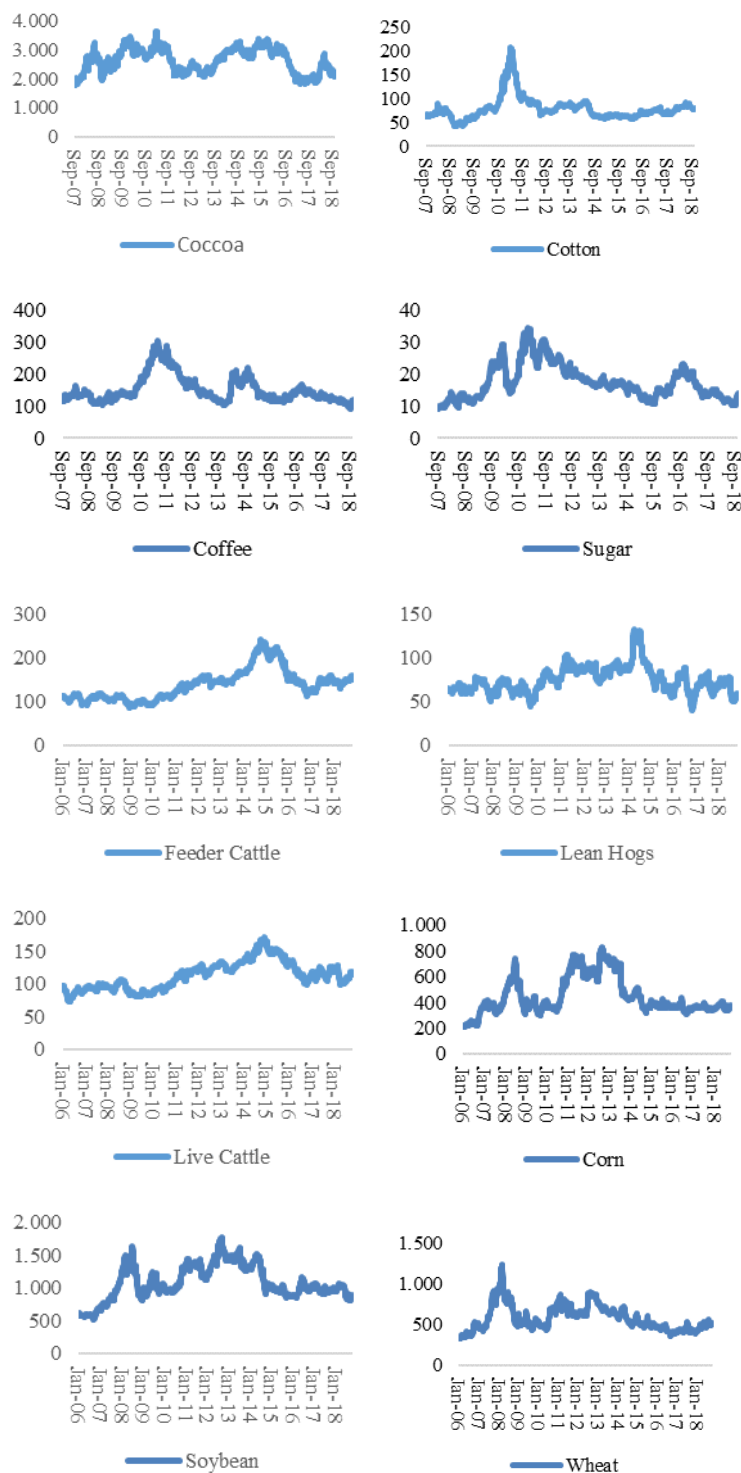 4.000
3.000
2.000
1.000
0
Sep-07 Sep-08 Sep-09 Sep-10 Sep-11 Sep-12 Sep-13 Sep-14 Sep-15 Sep-16 Sep-17 Sep-18
Coccoa
250
200
150
100
50
0
Sep-07 Sep-08 Sep-09 Sep-10 Sep-11 Sep-12 Sep-13 Sep-14 Sep-15 Sep-16 Sep-17 Sep-18
Cotton
400
300
200
100
0
Sep-07 Sep-08 Sep-09 Sep-10 Sep-11 Sep-12 Sep-13 Sep-14 Sep-15 Sep-16 Sep-17 Sep-18
Coffee
40
30
20
10
0
Sep-07 Sep-08 Sep-09 Sep-10 Sep-11 Sep-12 Sep-13 Sep-14 Sep-15 Sep-16 Sep-17 Sep-18
Sugar
300
200
100
0
Jan-06 Jan-07 Jan-08 Jan-09 Jan-10 Jan-11 Jan-12 Jan-13 Jan-14 Jan-15 Jan-16 Jan-17 Jan-18
Feeder Cattle
150
100
50
0
Jan-06 Jan-07 Jan-08 Jan-09 Jan-10 Jan-11 Jan-12 Jan-13 Jan-14 Jan-15 Jan-16 Jan-17 Jan-18
Lean Hogs
200
150
100
50
0
Jan-06 Jan-07 Jan-08 Jan-09 Jan-10 Jan-11 Jan-12 Jan-13 Jan-14 Jan-15 Jan-16 Jan-17 Jan-18
Live Cattle
1.000
800
600
400
200
0
Jan-06 Jan-07 Jan-08 Jan-09 Jan-10 Jan-11 Jan-12 Jan-13 Jan-14 Jan-15 Jan-16 Jan-17 Jan-18
Corn
2.000
1.500
1.000
500
0
Jan-06 Jan-07 Jan-08 Jan-09 Jan-10 Jan-11 Jan-12 Jan-13 Jan-14 Jan-15 Jan-16 Jan-17 Jan-18
Soybean
1.500
1.000
500
0
Jan-06 Jan-07 Jan-08 Jan-09 Jan-10 Jan-11 Jan-12 Jan-13 Jan-14 Jan-15 Jan-16 Jan-17 Jan-18
Wheat